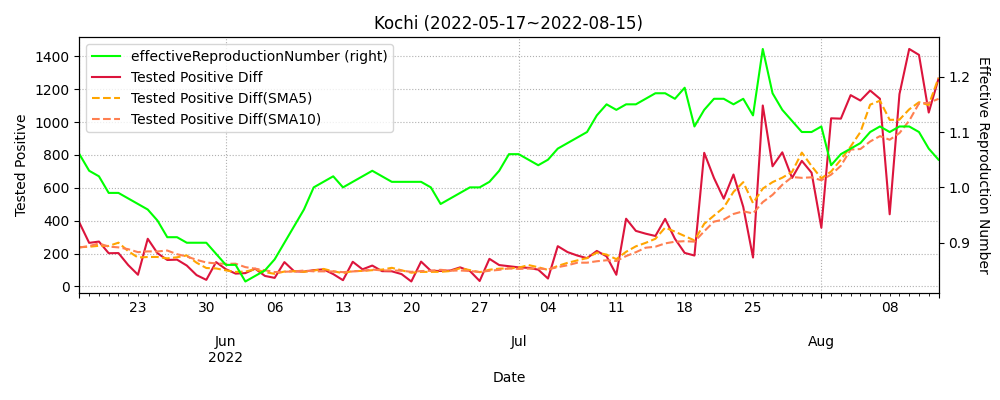 Kochi (2022-05-17~2022-08-15)
effectiveReproductionNumber (right)
Tested Positive Diff
Tested Positive Diff(SMA5)
Tested Positive Diff(SMA10)
Tested Positive
1400
1200
1000
800
600
400
200
0
Effective Reproduction Number
1.2
1.1
1.0
0.9
23 30 06 13 20 27 04 11 18 25 08
Jun Jul Aug
2022
Date